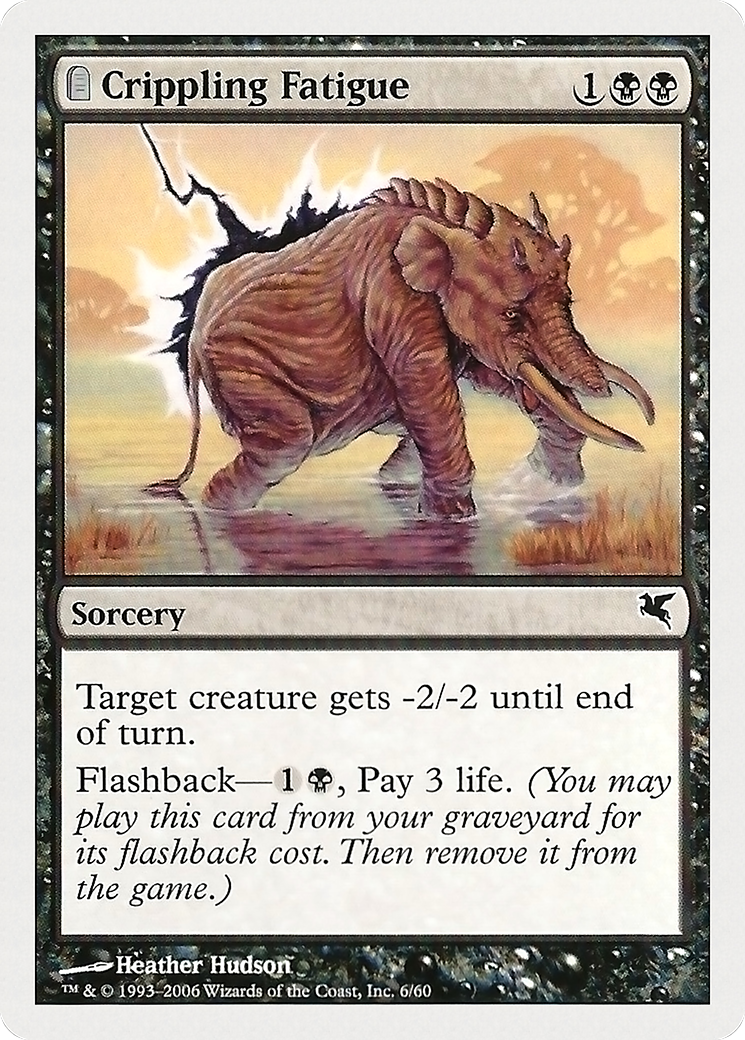 Crippling Fatigue 1
Sorcery
Target creature gets -2/-2 until end
of turn.
Flashback—1, Pay 3 life. (You may
play this card from your graveyard for
its flashback cost. Then remove it from
the game.)
Heather Hudson
™ & © 1993–2006 Wizards of the Coast, Inc. 6/60